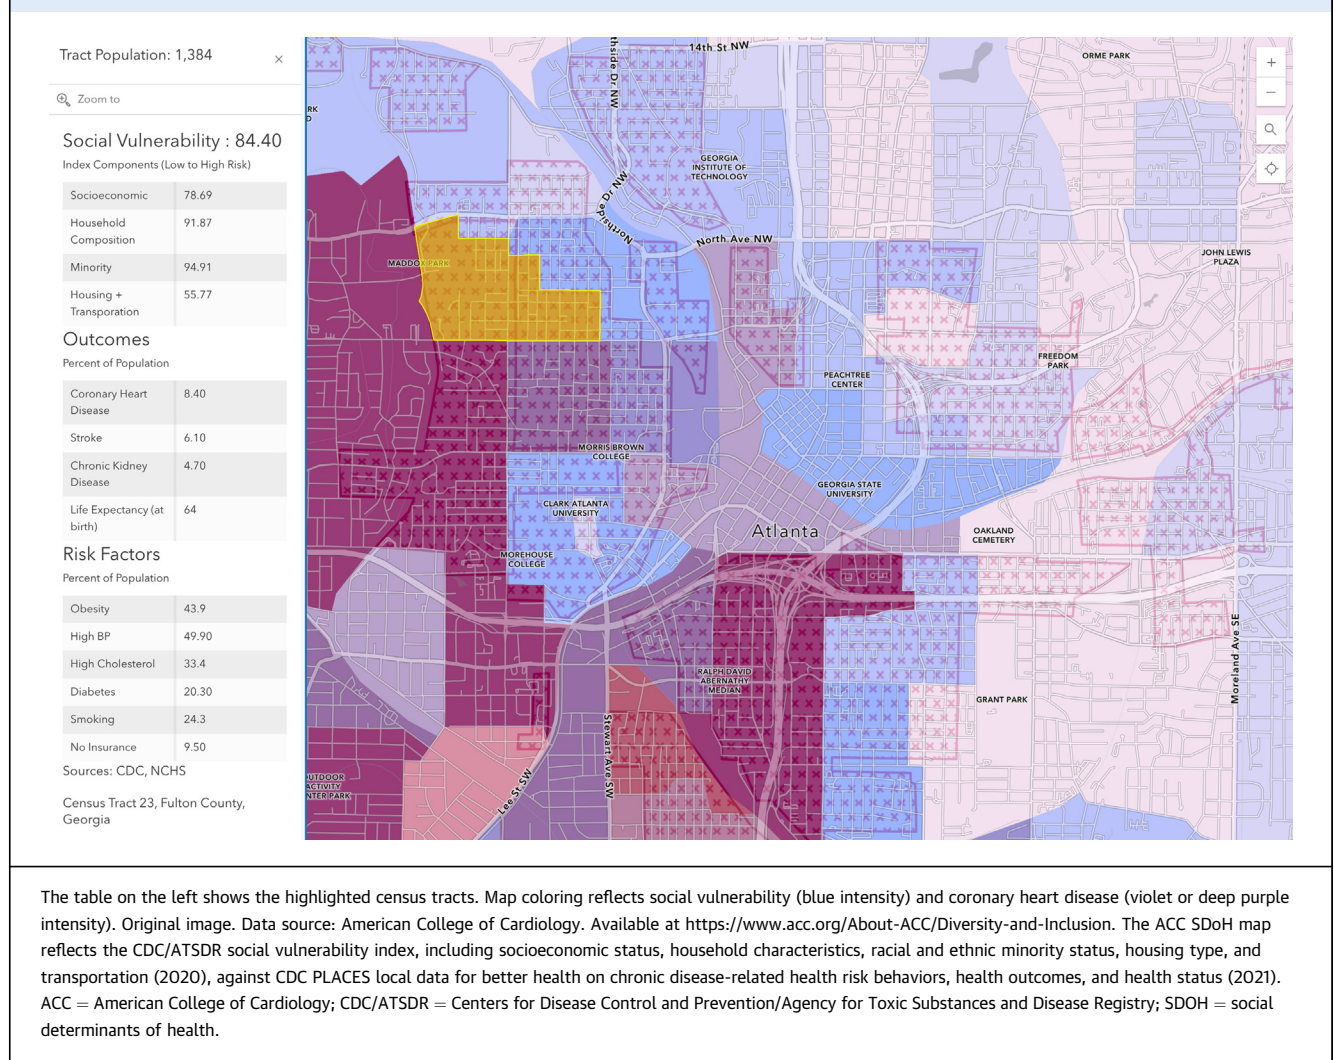 Tract Population: 1,384
×
Zoom to
Social Vulnerability : 84.40
Index Components (Low to High Risk)
Socioeconomic 78.69
Household 91.87
Composition
Minority 94.91
Housing + 55.77
Transporation
Outcomes
Percent of Population
Coronary Heart 8.40
Disease
Stroke 6.10
Chronic Kidney 4.70
Disease
Life Expectancy (at 64
birth)
Risk Factors
Percent of Population
Obesity 43.9
High BP 49.90
High Cholesterol 33.4
Diabetes 20.30
Smoking 24.3
No Insurance 9.50
Sources: CDC, NCHS
Census Tract 23, Fulton County,
Georgia
thside Dr NW
14th St NW
ORME PARK
+
−
RK
D
GEORGIA
INSTITUTE OF
TECHNOLOGY
Northside Dr NW
North Ave NW
MADDOX PARK
JOHN LEWIS
PLAZA
FREEDOM
PARK
PEACHTREE
CENTER
MORRIS BROWN
COLLEGE
GEORGIA STATE
UNIVERSITY
CLARK ATLANTA
UNIVERSITY
Atlanta
OAKLAND
CEMETERY
MOREHOUSE
COLLEGE
Moreland Ave SE
RALPH DAVID
ABERNATHY
MEDIAN
GRANT PARK
Stewart Ave SW
Lee St SW
UTDOOR
ACTIVITY
NTER PARK
The table on the left shows the highlighted census tracts. Map coloring reflects social vulnerability (blue intensity) and coronary heart disease (violet or deep purple
intensity). Original image. Data source: American College of Cardiology. Available at https://www.acc.org/About-ACC/Diversity-and-Inclusion. The ACC SDoH map
reflects the CDC/ATSDR social vulnerability index, including socioeconomic status, household characteristics, racial and ethnic minority status, housing type, and
transportation (2020), against CDC PLACES local data for better health on chronic disease-related health risk behaviors, health outcomes, and health status (2021).
ACC = American College of Cardiology; CDC/ATSDR = Centers for Disease Control and Prevention/Agency for Toxic Substances and Disease Registry; SDOH = social
determinants of health.